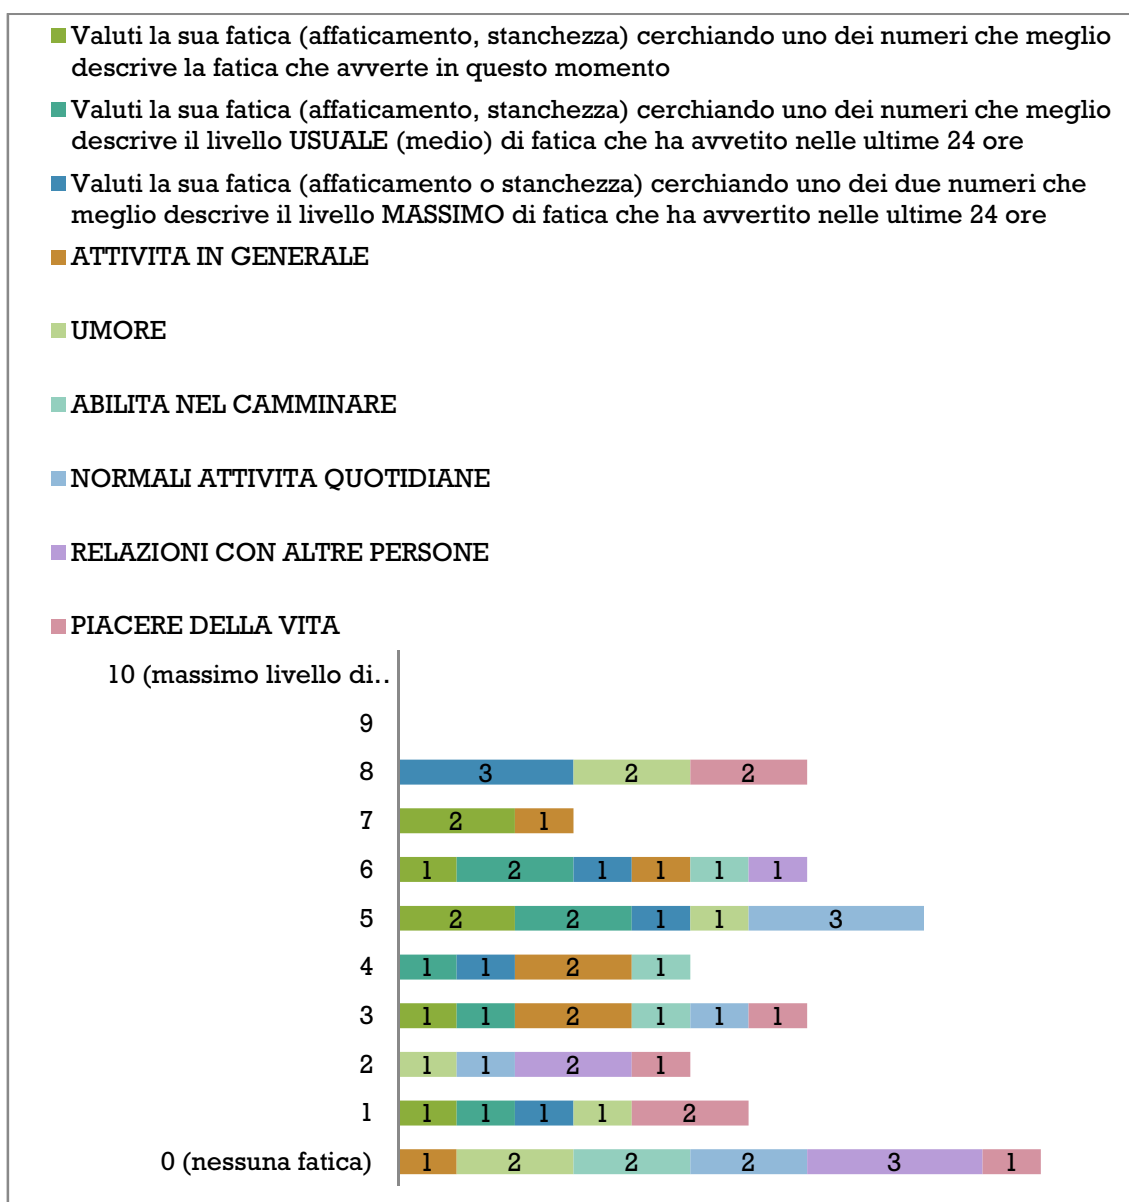 Valuti la sua fatica (affaticamento, stanchezza) cerchiando uno dei numeri che meglio
descrive la fatica che avverte in questo momento
Valuti la sua fatica (affaticamento, stanchezza) cerchiando uno dei numeri che meglio
descrive il livello USUALE (medio) di fatica che ha avvetito nelle ultime 24 ore
Valuti la sua fatica (affaticamento o stanchezza) cerchiando uno dei due numeri che
meglio descrive il livello MASSIMO di fatica che ha avvertito nelle ultime 24 ore
ATTIVITA IN GENERALE
UMORE
ABILITA NEL CAMMINARE
NORMALI ATTIVITA QUOTIDIANE
RELAZIONI CON ALTRE PERSONE
PIACERE DELLA VITA
10 (massimo livello di..
9
8 3 2 2
7 2 1
6 1 2 1 1 1 1
5 2 2 1 1 3
4 1 1 2 1
3 1 1 2 1 1 1
2 1 1 2 1
1 1 1 1 1 2
0 (nessuna fatica) 1 2 2 2 3 1